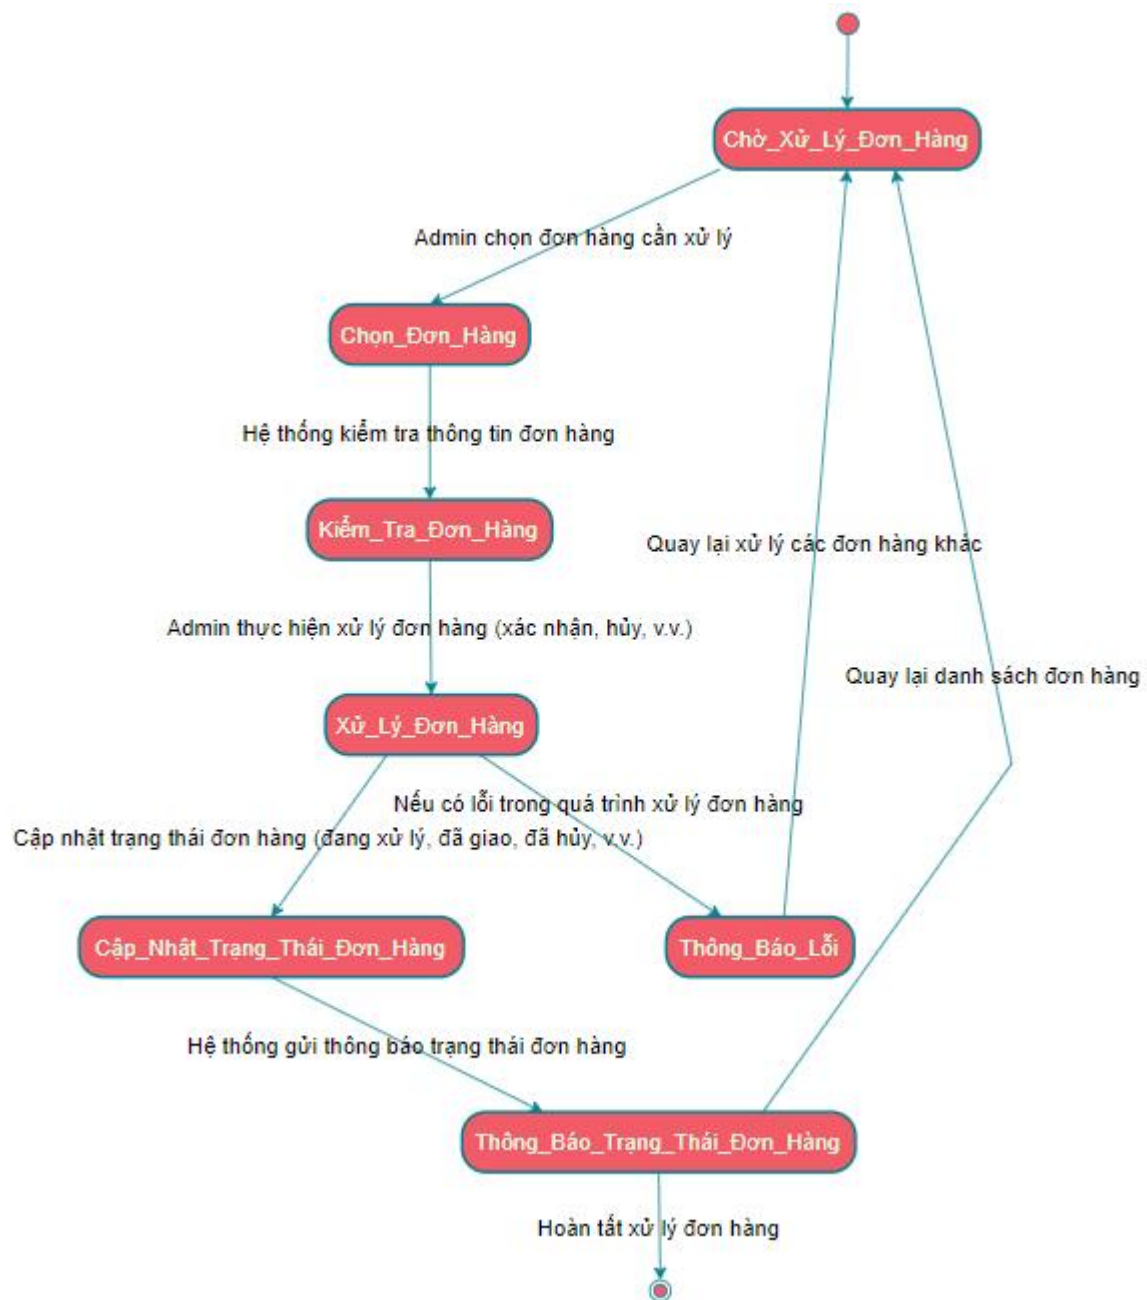 Chờ_Xử_Lý_Đơn_Hàng
Admin chọn đơn hàng cần xử lý
Chọn_Đơn_Hàng
Hệ thống kiểm tra thông tin đơn hàng
Kiểm_Tra_Đơn_Hàng
Quay lại xử lý các đơn hàng khác
Admin thực hiện xử lý đơn hàng (xác nhận, hủy, v.v.)
Quay lại danh sách đơn hàng
Xử_Lý_Đơn_Hàng
Nếu có lỗi trong quá trình xử lý đơn hàng
Cập nhật trạng thái đơn hàng (đang xử lý, đã giao, đã hủy, v.v.)
Cập_Nhật_Trạng_Thái_Đơn_Hàng
Thông_Báo_Lỗi
Hệ thống gửi thông báo trạng thái đơn hàng
Thông_Báo_Trạng_Thái_Đơn_Hàng
Hoàn tất xử lý đơn hàng